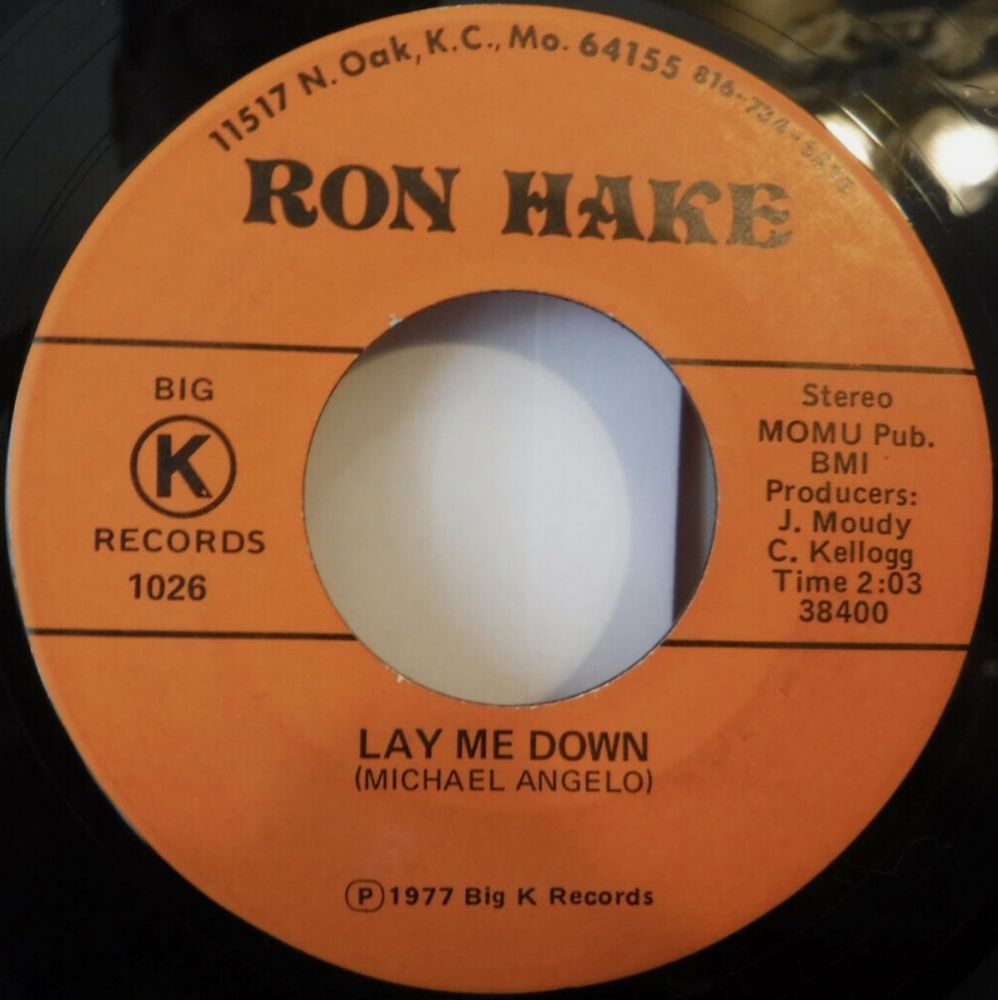 11517 N. Oak, K.C., Mo. 64155 816-734-
RON HAKE
BIG
K
RECORDS
1026
Stereo
MOMU Pub.
BMI
Producers:
J. Moudy
C. Kellogg
Time 2:03
38400
LAY ME DOWN
(MICHAEL ANGELO)
Ⓟ1977 Big K Records